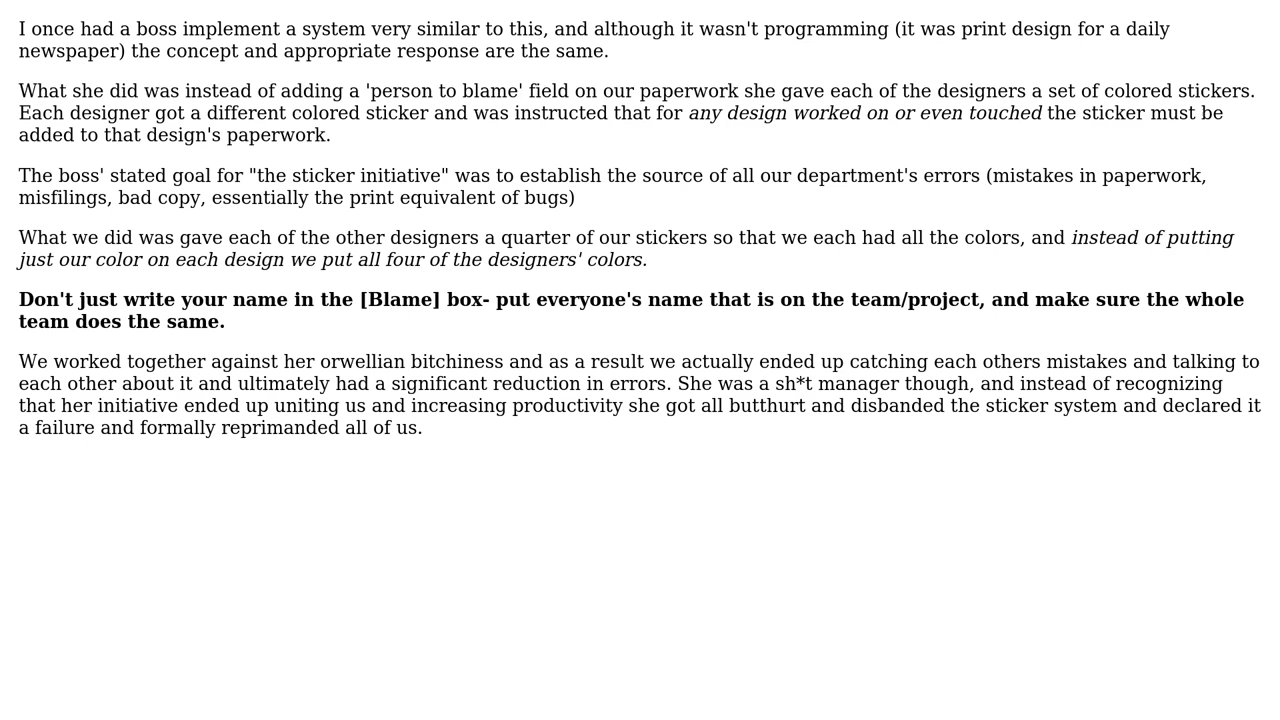 I once had a boss implement a system very similar to this, and although it wasn't programming (it was print design for a daily
newspaper) the concept and appropriate response are the same.
What she did was instead of adding a 'person to blame' field on our paperwork she gave each of the designers a set of colored stickers.
Each designer got a different colored sticker and was instructed that for any design worked on or even touched the sticker must be
added to that design's paperwork.
The boss' stated goal for "the sticker initiative" was to establish the source of all our department's errors (mistakes in paperwork,
misfilings, bad copy, essentially the print equivalent of bugs)
What we did was gave each of the other designers a quarter of our stickers so that we each had all the colors, and instead of putting
just our color on each design we put all four of the designers' colors.
Don't just write your name in the [Blame] box- put everyone's name that is on the team/project, and make sure the whole
team does the same.
We worked together against her orwellian bitchiness and as a result we actually ended up catching each others mistakes and talking to
each other about it and ultimately had a significant reduction in errors. She was a sh*t manager though, and instead of recognizing
that her initiative ended up uniting us and increasing productivity she got all butthurt and disbanded the sticker system and declared it
a failure and formally reprimanded all of us.